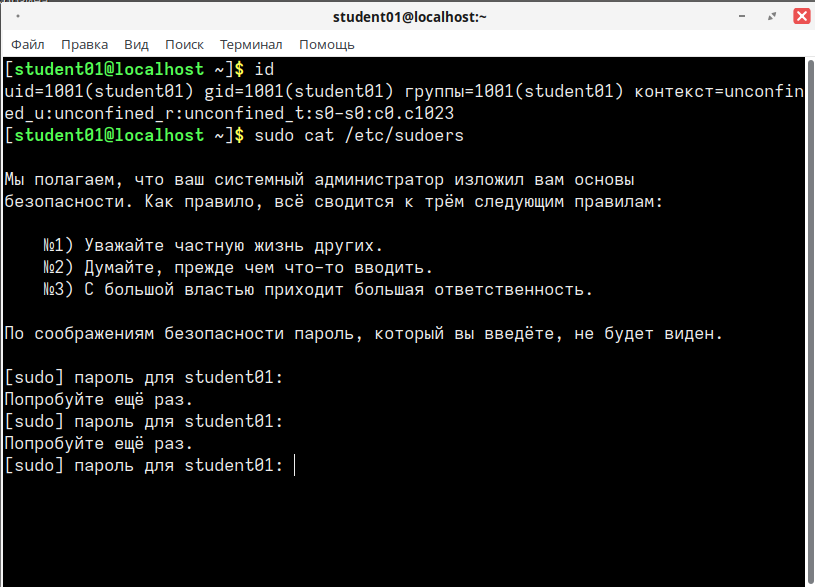 student01@localhost:~
Файл Правка Вид Поиск Терминал Помощь
[student01@localhost ~]$ id
uid=1001(student01) gid=1001(student01) группы=1001(student01) контекст=unconfin
ed_u:unconfined_r:unconfined_t:s0-s0:c0.c1023
[student01@localhost ~]$ sudo cat /etc/sudoers
Мы полагаем, что ваш системный администратор изложил вам основы
безопасности. Как правило, всё сводится к трём следующим правилам:
№1) Уважайте частную жизнь других.
№2) Думайте, прежде чем что-то вводить.
№3) С большой властью приходит большая ответственность.
По соображениям безопасности пароль, который вы введёте, не будет виден.
[sudo] пароль для student01:
Попробуйте ещё раз.
[sudo] пароль для student01:
Попробуйте ещё раз.
[sudo] пароль для student01: